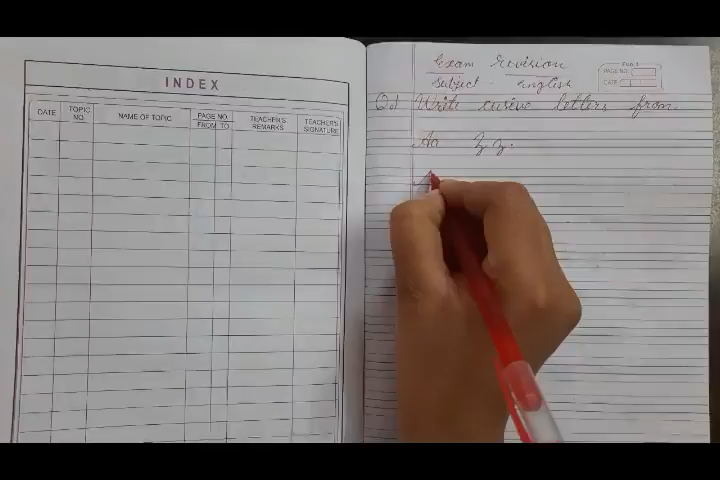 INDEX
DATE TOPIC NO. NAME OF TOPIC PAGE NO. FROM TO TEACHER'S REMARKS TEACHER'S SIGNATURE
Exam Revision
Subject - English
PAGE NO.
DATE
Q1) Write cusive letters from
Aa Zz.